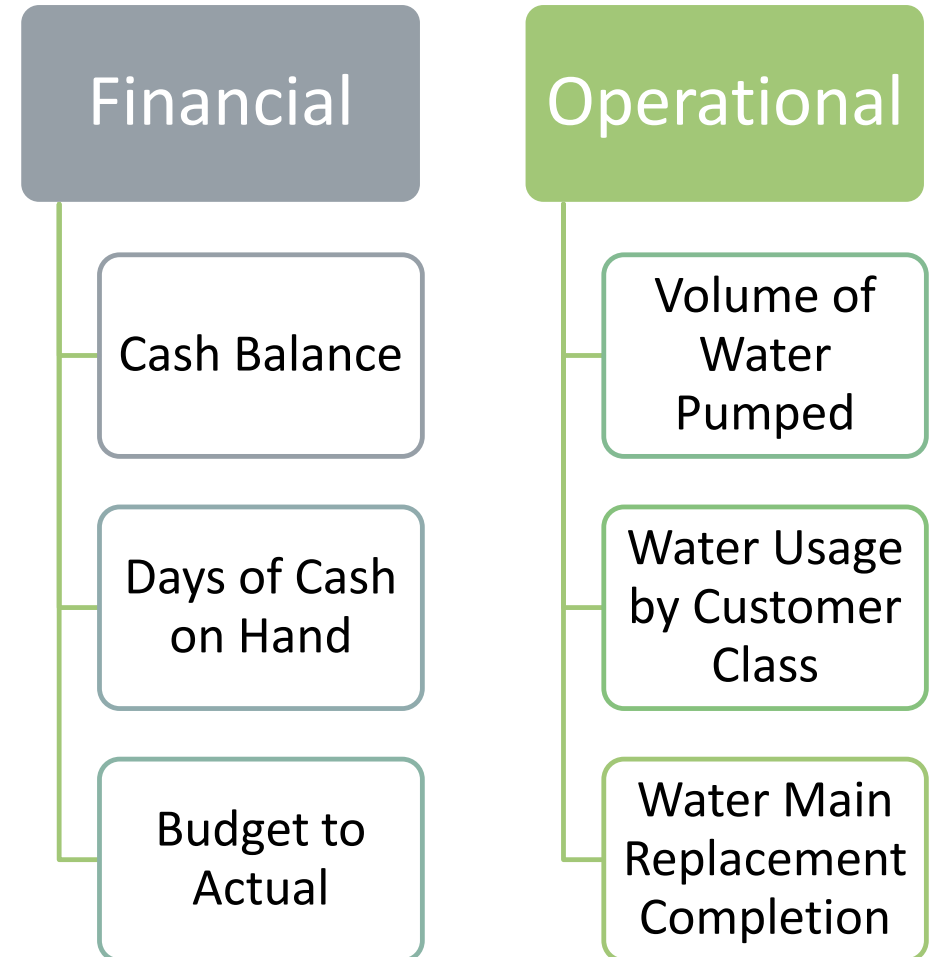 Financial
Cash Balance
Days of Cash
on Hand
Budget to
Actual
Operational
Volume of
Water
Pumped
Water Usage
by Customer
Class
Water Main
Replacement
Completion